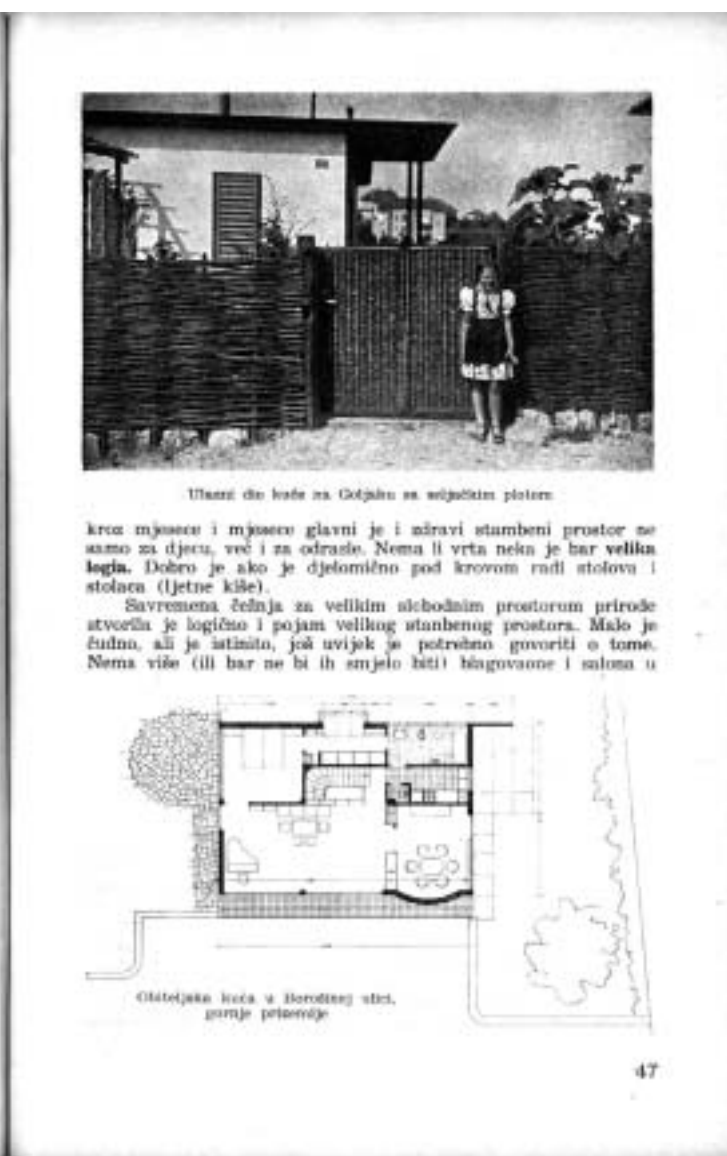 Ulazni dio kuće na Goljaku sa seljačkim plotom
kroz mjesece i mjesece glavni je i zdravi stambeni prostor ne
samo za djecu, već i za odrasle. Nema li vrta neka je bar velika
logia. Dobro je ako je djelomično pod krovom radi stolova i
stolaca (ljetne kiše).
Savremena čežnja za velikim slobodnim prostorom prirode
stvorila je logično i pojam velikog stanbenog prostora. Malo je
čudno, ali je istinito, još uvijek je potrebno govoriti o tome.
Nema više (ili bar ne bi ih smjelo biti) blagovaone i salona u
Obiteljska kuća u ulici,
gornje prizemlje
47